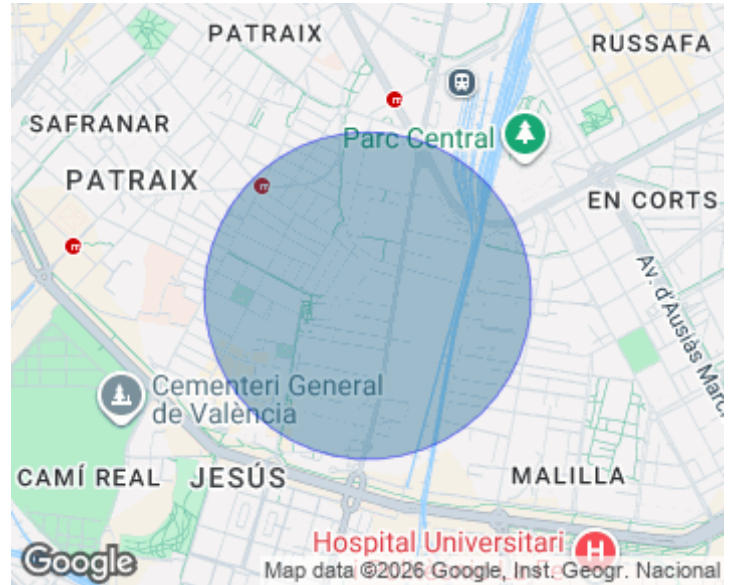 PATRAIX
RUSSAFA
SAFRANAR
Parc Central
PATRAIX
EN CORTS
Av. d'Ausiàs Marc
Cementeri General
de València
CAMÍ REAL
JESÚS
MALILLA
Hospital Universitari
H
Google
Map data ©2026 Google, Inst. Geogr. Nacional